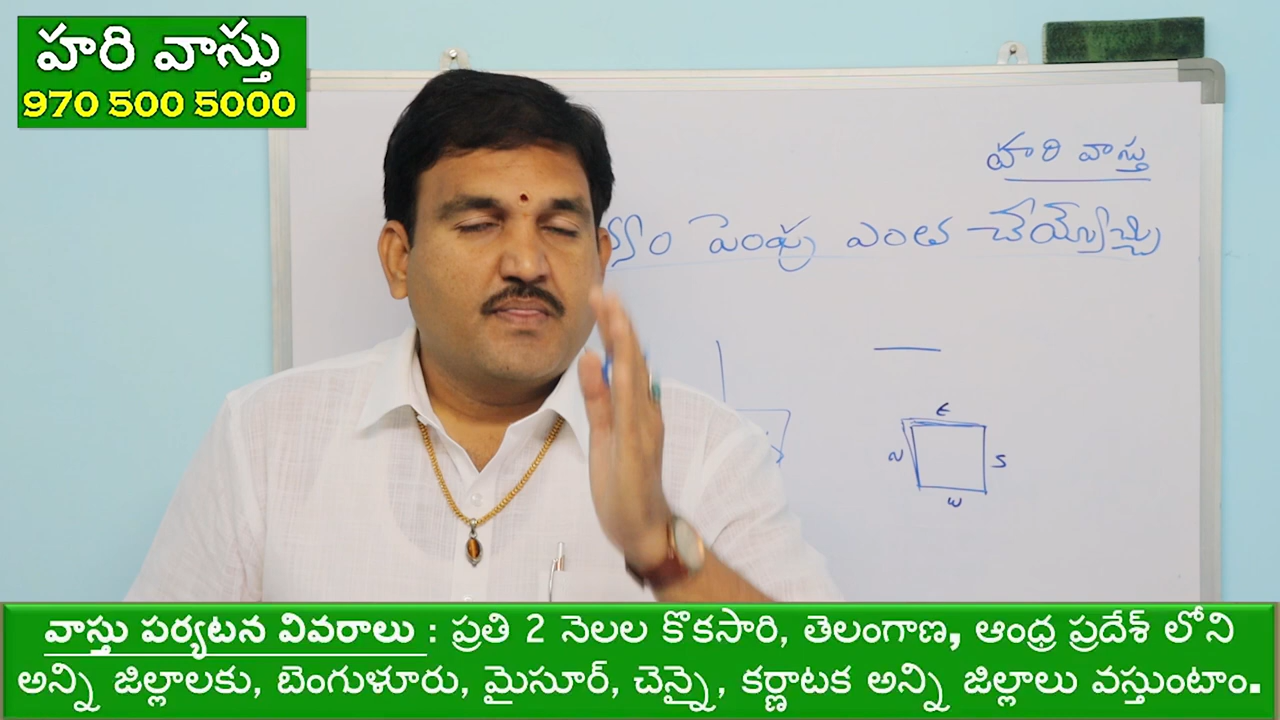 హరి వాస్తు
970 500 5000
హరి వాస్తు
పెంపు ఎంత చేయ్యొచ్చు
E
N S
W
వాస్తు పర్యటన వివరాలు : ప్రతి 2 నెలల కొకసారి, తెలంగాణ, ఆంధ్ర ప్రదేశ్ లోని
అన్ని జిల్లాలకు, బెంగుళూరు, మైసూర్, చెన్నై, కర్ణాటక అన్ని జిల్లాలు వస్తుంటాం.